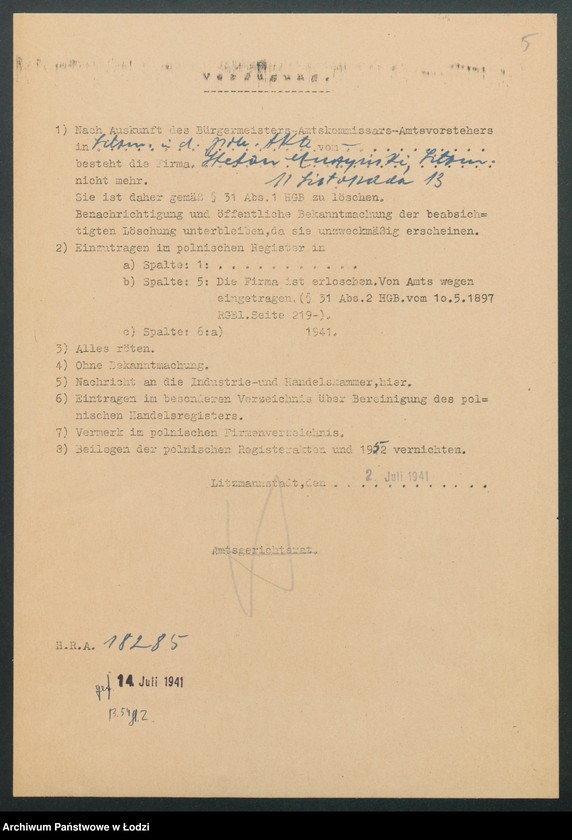 5
Verfügung.
1) Nach Auskunft des Bürgermeisters-Amtskommissars-Amtsvorstehers
in Litzm. u. d. poln. Akte vom . . . . . . . . . . .
besteht die Firma. Stefan Litzm.:
nicht mehr. 11 Listopada 13
Sie ist daher gemäß § 31 Abs.1 HGB zu löschen.
Benachrichtigung und öffentliche Bekanntmachung der beabsich=
tigten Löschung unterbleiben,da sie unzweckmäßig erscheinen.
2) Einzutragen im polnischen Register in
a) Spalte: 1: . . . . . . . . . . . .
b) Spalte: 5: Die Firma ist erloschen.Von Amts wegen
eingetragen.(§ 31 Abs.2 HGB.vom 10.5.1897
RGBl.Seite 219-).
c) Spalte: 6:a) 1941.
3) Alles röten.
4) Ohne Bekanntmachung.
5) Nachricht an die Industrie-und Handelskammer,hier.
6) Eintragen im besonderen Verzeichnis über Bereinigung des pol=
nischen Handelsregisters.
7) Vermerk im polnischen Firmenverzeichnis.
8) Beilegen der polnischen Registerakten und 1952 vernichten.
Litzmannstadt,den . . 2. Juli 1941 . . . .
Amtsgerichtsrat.
H.R.A. 18285
gef. 14. Juli 1941
Archiwum Państwowe w Łodzi